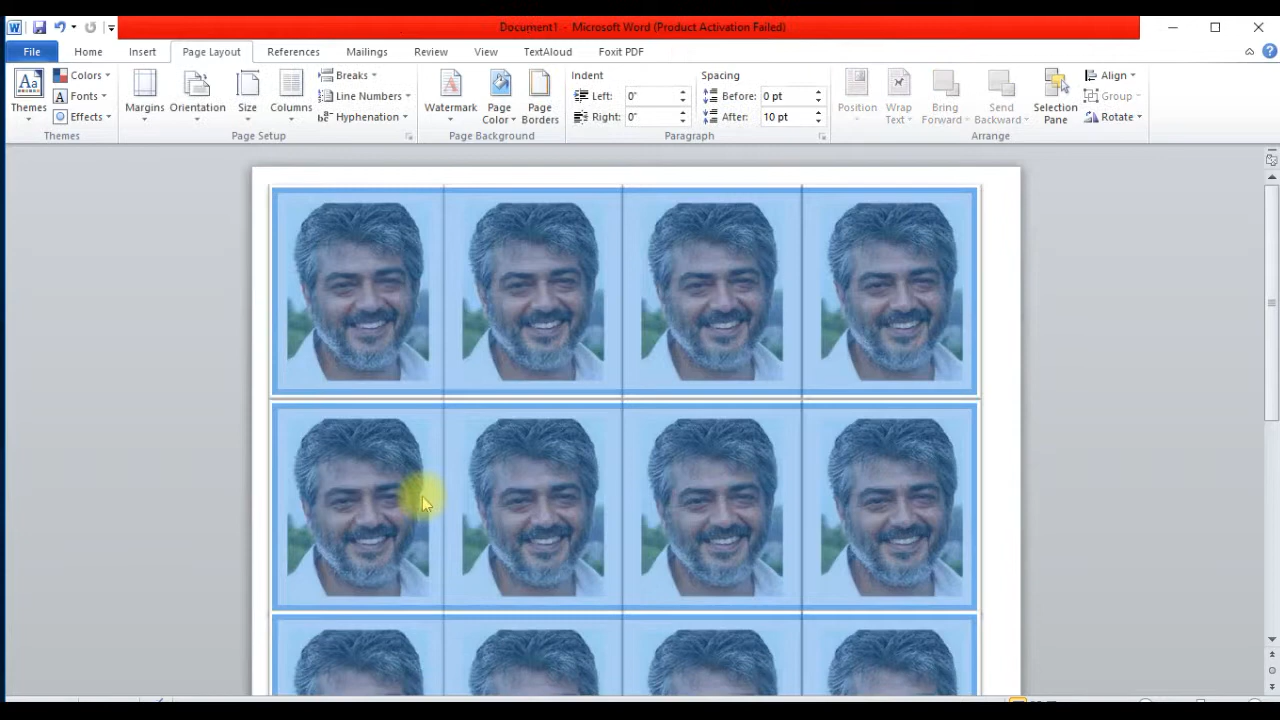 Document1 - Microsoft Word (Product Activation Failed)
File Home Insert Page Layout References Mailings Review View TextAloud Foxit PDF
Themes
Colors
Fonts
Effects
Themes
Margins
Orientation
Size
Columns
Breaks
Line Numbers
Hyphenation
Page Setup
Watermark
Page Color
Page Borders
Page Background
Indent
Left: 0"
Right: 0"
Spacing
Before: 0 pt
After: 10 pt
Paragraph
Position
Wrap Text
Bring Forward
Send Backward
Selection Pane
Align
Group
Rotate
Arrange